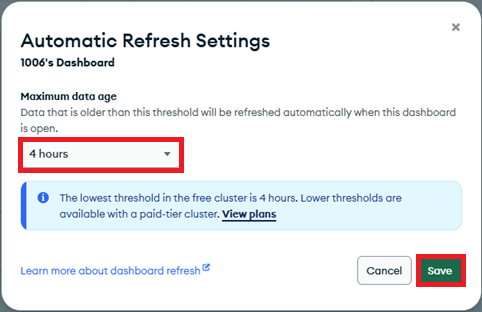 Automatic Refresh Settings
1006's Dashboard
Maximum data age
Data that is older than this threshold will be refreshed automatically when this dashboard
is open.
4 hours
The lowest threshold in the free cluster is 4 hours. Lower thresholds are
available with a paid-tier cluster. View plans
Learn more about dashboard refresh
Cancel
Save